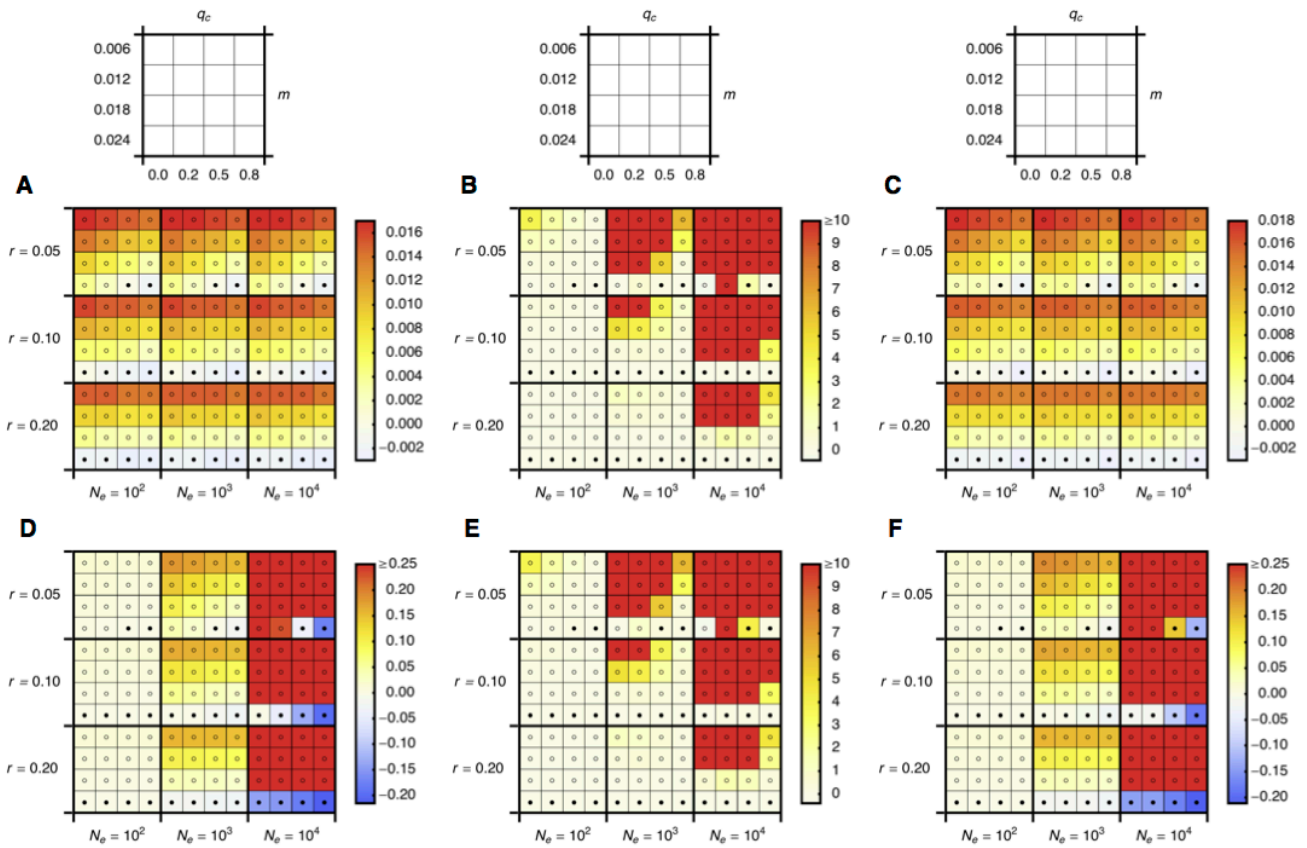 q_c q_c q_c
0.006 0.006 0.006
0.012 0.012 0.012
m m m
0.018 0.018 0.018
0.024 0.024 0.024
0.0 0.2 0.5 0.8 0.0 0.2 0.5 0.8 0.0 0.2 0.5 0.8
A
r = 0.05
r = 0.10
r = 0.20
N_e = 10^2 N_e = 10^3 N_e = 10^4
0.016
0.014
0.012
0.010
0.008
0.006
0.004
0.002
0.000
−0.002
B
N_e = 10^2 N_e = 10^3 N_e = 10^4
r = 0.05
r = 0.10
r = 0.20
≥10
9
8
7
6
5
4
3
2
1
0
C
r = 0.05
r = 0.10
r = 0.20
N_e = 10^2 N_e = 10^3 N_e = 10^4
0.018
0.016
0.014
0.012
0.010
0.008
0.006
0.004
0.002
0.000
−0.002
D
r = 0.05
r = 0.10
r = 0.20
N_e = 10^2 N_e = 10^3 N_e = 10^4
≥0.25
0.20
0.15
0.10
0.05
0.00
−0.05
−0.10
−0.15
−0.20
E
r = 0.05
r = 0.10
r = 0.20
N_e = 10^2 N_e = 10^3 N_e = 10^4
≥10
9
8
7
6
5
4
3
2
1
0
F
r = 0.05
r = 0.10
r = 0.20
N_e = 10^2 N_e = 10^3 N_e = 10^4
≥0.25
0.20
0.15
0.10
0.05
0.00
−0.05
−0.10
−0.15
−0.20